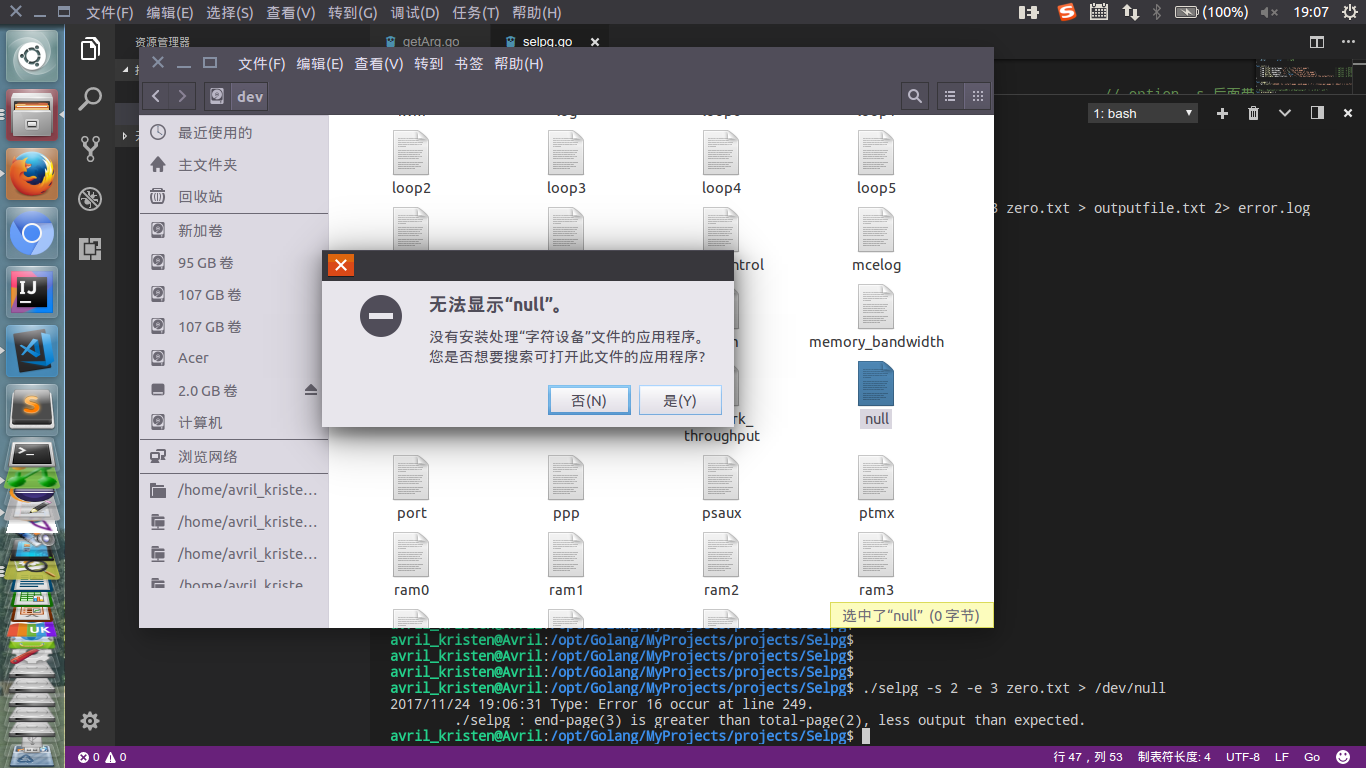 文件(F) 编辑(E) 选择(S) 查看(V) 转到(G) 调试(D) 任务(T) 帮助(H)
(100%) 19:07
资源管理器
getArg.go
selpg.go
// option -s 后面带
1: bash
文件(F) 编辑(E) 查看(V) 转到 书签 帮助(H)
dev
最近使用的
主文件夹
回收站
新加卷
95 GB 卷
107 GB 卷
107 GB 卷
Acer
2.0 GB 卷
计算机
浏览网络
/home/avril_kriste…
/home/avril_kriste…
/home/avril_kriste…
/home/avril_kriste
loop2
loop3
loop4
loop5
3 zero.txt > outputfile.txt 2> error.log
ntrol
mcelog
memory_bandwidth
rk_
throughput
null
port
ppp
psaux
ptmx
ram0
ram1
ram2
ram3
选中了“null” (0 字节)
无法显示“null”。
没有安装处理“字符设备”文件的应用程序。
您是否想要搜索可打开此文件的应用程序?
否(N)
是(Y)
avril_kristen@Avril:/opt/Golang/MyProjects/projects/Selpg$
avril_kristen@Avril:/opt/Golang/MyProjects/projects/Selpg$
avril_kristen@Avril:/opt/Golang/MyProjects/projects/Selpg$
avril_kristen@Avril:/opt/Golang/MyProjects/projects/Selpg$
avril_kristen@Avril:/opt/Golang/MyProjects/projects/Selpg$ ./selpg -s 2 -e 3 zero.txt > /dev/null
2017/11/24 19:06:31 Type: Error 16 occur at line 249.
./selpg : end-page(3) is greater than total-page(2), less output than expected.
avril_kristen@Avril:/opt/Golang/MyProjects/projects/Selpg$
0 0
行 47，列 53 制表符长度: 4 UTF-8 LF Go